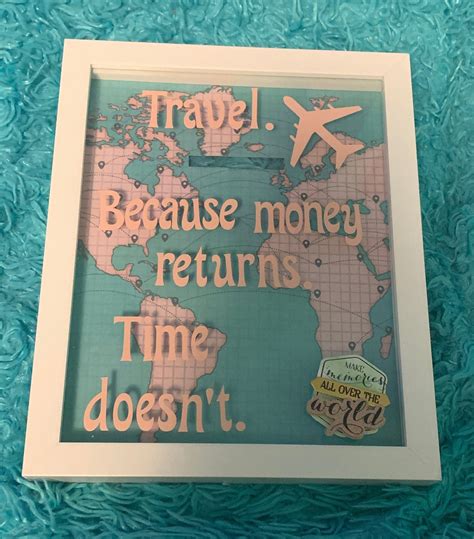 Travel.
Because money
returns.
Time
doesn't.
MAKE
memories
ALL OVER THE
world